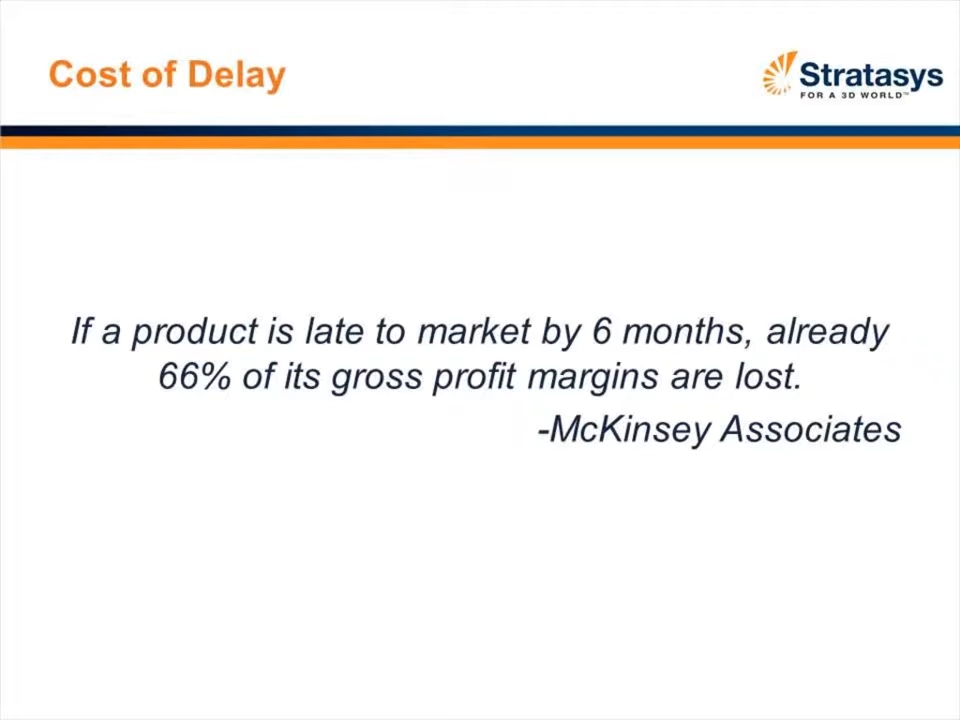 Cost of Delay
Stratasys
FOR A 3D WORLD™
If a product is late to market by 6 months, already
66% of its gross profit margins are lost.
-McKinsey Associates